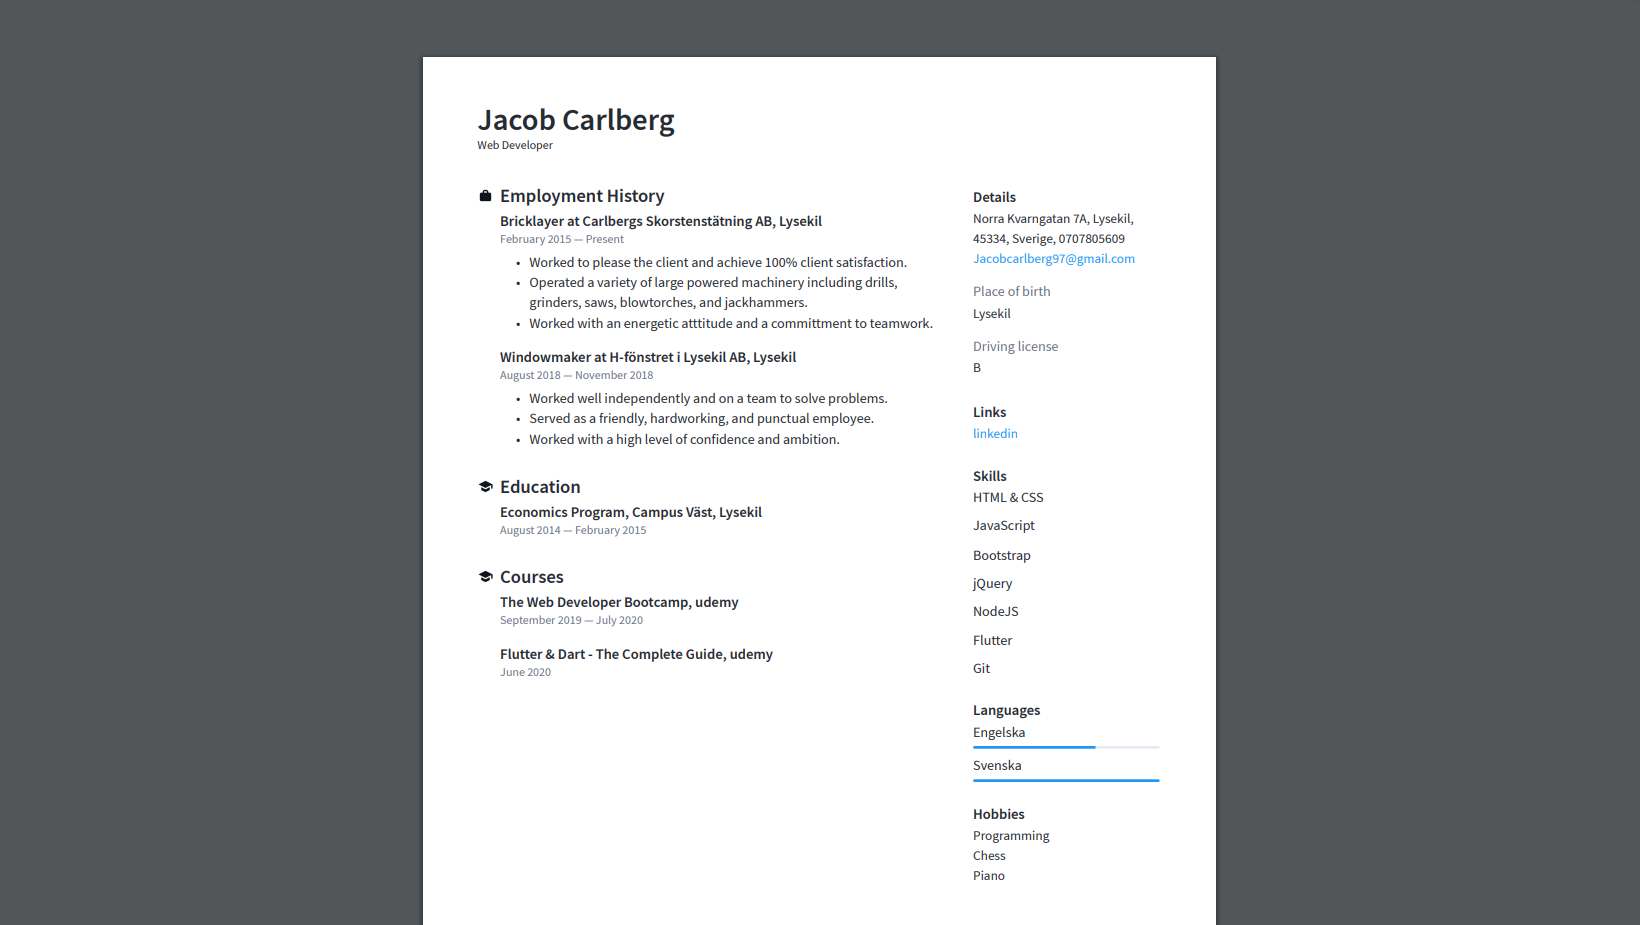 Jacob Carlberg
Web Developer
Employment History
Bricklayer at Carlbergs Skorstenstätning AB, Lysekil
February 2015 — Present
• Worked to please the client and achieve 100% client satisfaction.
• Operated a variety of large powered machinery including drills,
grinders, saws, blowtorches, and jackhammers.
• Worked with an energetic atttitude and a committment to teamwork.
Windowmaker at H-fönstret i Lysekil AB, Lysekil
August 2018 — November 2018
• Worked well independently and on a team to solve problems.
• Served as a friendly, hardworking, and punctual employee.
• Worked with a high level of confidence and ambition.
Education
Economics Program, Campus Väst, Lysekil
August 2014 — February 2015
Courses
The Web Developer Bootcamp, udemy
September 2019 — July 2020
Flutter & Dart - The Complete Guide, udemy
June 2020
Details
Norra Kvarngatan 7A, Lysekil,
45334, Sverige, 0707805609
Jacobcarlberg97@gmail.com
Place of birth
Lysekil
Driving license
B
Links
linkedin
Skills
HTML & CSS
JavaScript
Bootstrap
jQuery
NodeJS
Flutter
Git
Languages
Engelska
Svenska
Hobbies
Programming
Chess
Piano